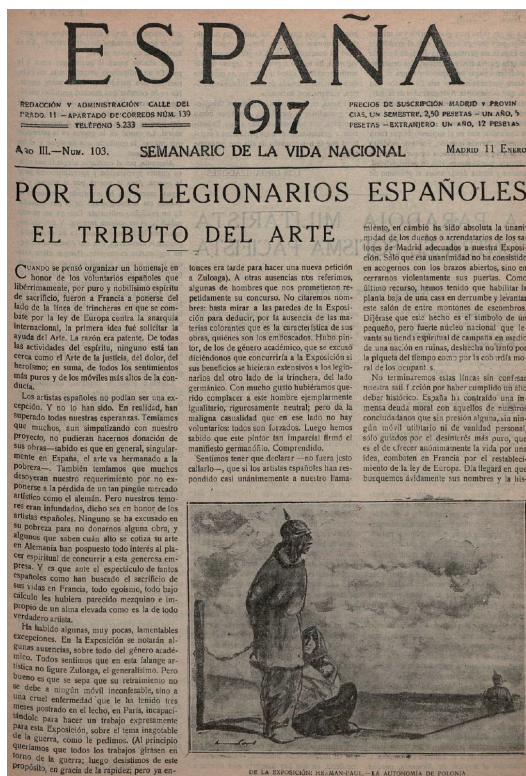 ESPAÑA
REDACCIÓN Y ADMINISTRACIÓN: CALLE DEL
PRADO, 11 — APARTADO DE CORREOS NÚM. 139
TELÉFONO 5.233
1917
PRECIOS DE SUSCRIPCIÓN MADRID Y PROVIN
CIAS, UN SEMESTRE, 2,50 PESETAS — UN AÑO, 5
PESETAS — EXTRANJERO: UN AÑO, 12 PESETAS
AÑO III.—NUM. 103.
SEMANARIO DE LA VIDA NACIONAL
MADRID 11 ENERO
POR LOS LEGIONARIOS ESPAÑOLES
EL TRIBUTO DEL ARTE
CUANDO se pensó organizar un homenaje en
honor de los voluntarios españoles que
libérrimamente, por puro y nobilísimo espíritu
de sacrificio, fueron a Francia a ponerse del
lado de la línea de trincheras en que se com-
bate por la ley de Europa contra la anarquía
internacional, la primera idea fué solicitar la
ayuda del Arte. La razón era patente. De todas
las actividades del espíritu, ninguno está tan
cerca como el Arte de la justicia, del dolor, del
heroísmo; en suma, de todos los sentimientos
más puros y de los móviles más altos de la con-
ducta.
Los artistas españoles no podían ser una ex-
cepción. Y no lo han sido. En realidad, han
superado todas nuestras esperanzas. Temíamos
que muchos, aun simpatizando con nuestro
proyecto, no pudieran hacernos donación de
sus obras—sabido es que en general, singular-
mente en España, el arte va hermanado a la
pobreza—. También temíamos que muchos
desoyeran nuestro requerimiento por no ex-
ponerse a la pérdida de un tan pingüe mercado
artístico como el alemán. Pero nuestros temo-
res eran infundados, dicho sea en honor de los
artistas españoles. Ninguno se ha excusado en
su pobreza para no donarnos alguna obra, y
algunos que saben cuán alto se cotiza su arte
en Alemania han pospuesto todo interés al pla-
cer espiritual de concurrir a esta generosa em-
presa. Y es que ante el espectáculo de tantos
españoles como han buscado el sacrificio de
sus vidas en Francia, todo egoísmo, todo bajo
cálculo les hubiera parecido mezquino e im-
propio de un alma elevada como es la de todo
verdadero artista.
Ha habido algunas, muy pocas, lamentables
excepciones. En la Exposición se notarán al-
gunas ausencias, sobre todo del género acadé-
mico. Todos sentimos que en esta falange ar-
tística no figure Zuloaga, el generalísimo. Pero
bueno es que se sepa que su retraimiento no
se debe a ningún móvil inconfesable, sino a
una cruel enfermedad que le ha tenido tres
meses postrado en el lecho, en París, incapaci-
tándole para hacer un trabajo expresamente
para esta Exposición, sobre el tema inagotable
de la guerra, como le pedimos. (Al principio
queríamos que todos los trabajos girasen en
torno de la guerra; luego desistimos de este
propósito, en gracia de la rapidez; pero ya en-
tonces era tarde para hacer una nueva petición
a Zuloaga). A otras ausencias nos referimos,
algunas de hombres que nos prometieron re-
petidamente su concurso. No citaremos nom-
bres: basta mirar a las paredes de la Exposi-
ción para deducir, por la ausencia de las ma-
terias colorantes que es la característica de sus
obras, quiénes son los emboscados. Hubo pin-
tor, de los de género académico, que se excusó
diciéndonos que concurriría a la Exposición si
sus beneficios se hicieran extensivos a los legio-
narios del otro lado de la trinchera, del lado
germánico. Con mucho gusto hubiéramos que-
rido complacer a este hombre ejemplarmente
igualitario, rigurosamente neutral; pero da la
maligna casualidad que en ese lado no hay
voluntarios: todos son forzados. Luego hemos
sabido que este pintor tan imparcial firmó el
manifiesto germanófilo. Comprendido.
Sentimos tener que declarar —no fuera justo
callarlo—, que si los artistas españoles han res-
pondido casi unánimemente a nuestro llama-
miento, en cambio ha sido absoluta la unani-
midad de los dueños o arrendatarios de los sa-
lones de Madrid adecuados a nuestra Exposi-
ción. Sólo que esa unanimidad no ha consistido
en acogernos con los brazos abiertos, sino en
cerrarnos violentamente sus puertas. Como
último recurso, hemos tenido que habilitar la
planta baja de una casa en derrumbe y levantar
este salón de entre montones de escombros.
Dijérase que este hecho es el símbolo de un
pequeño, pero fuerte núcleo nacional que le-
vanta su tienda espiritual de campaña en medio
de una nación en ruinas, deshecha no tanto por
la piqueta del tiempo como por la cobardía mo-
ral de los ocupantes.
No terminaremos estas líneas sin confesar
nuestra satisfacción por haber cumplido un alto
deber histórico. España ha contraído una in-
mensa deuda moral con aquellos de nuestros
conciudadanos que sin presión alguna, sin nin-
gún móvil utilitario ni de vanidad personal,
sólo guiados por el desinterés más puro, que
es el de ofrecer anónimamente la vida por una
idea, combaten en Francia por el restableci-
miento de la ley de Europa. Día llegará en que
busquemos ávidamente sus nombres y la his-
DE LA EXPOSICIÓN: HERMAN-PAUL.—LA AUTONOMÍA DE POLONIA